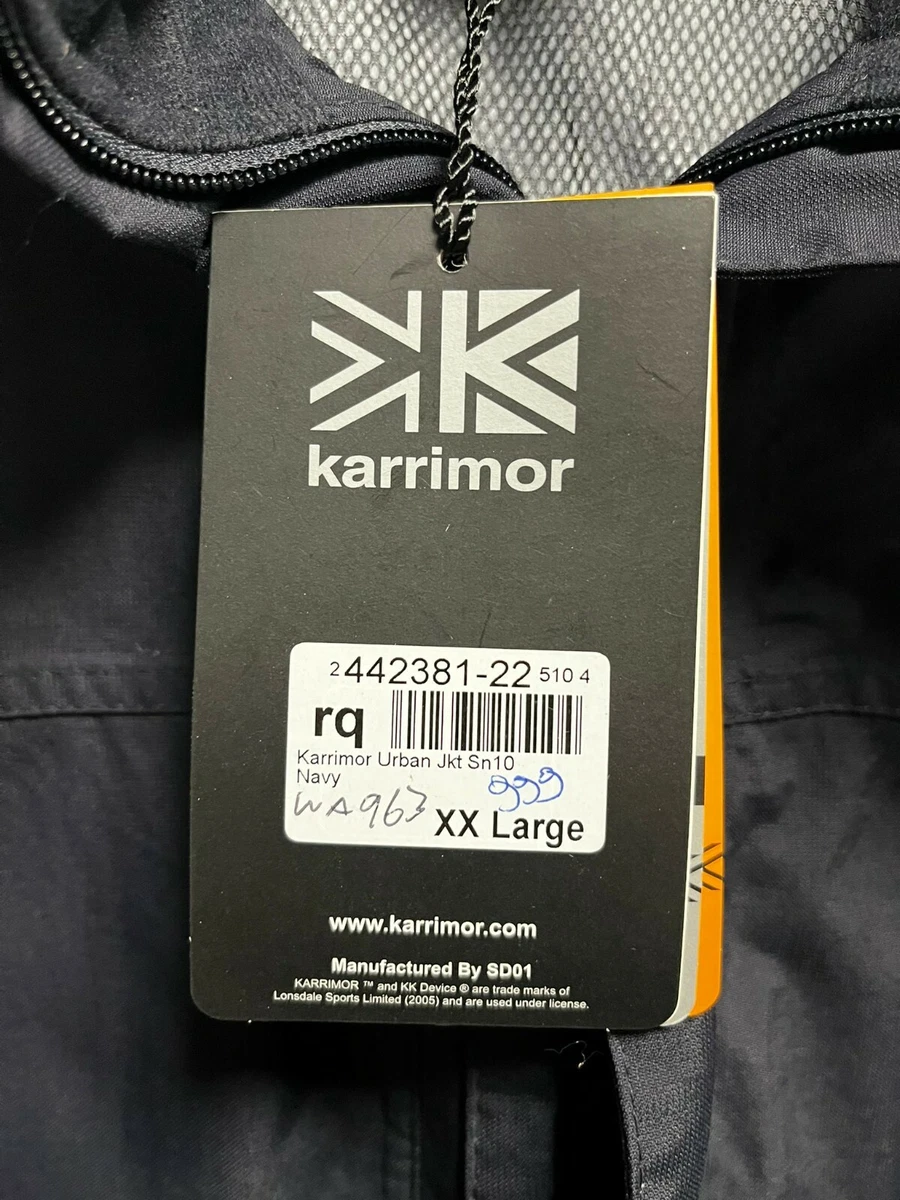 karrimor
2 442381-22 510 4
rq
Karrimor Urban Jkt Sn10
Navy
999
WA963
XX Large
www.karrimor.com
Manufactured By SD01
KARRIMOR ™ and KK Device ® are trade marks of
Lonsdale Sports Limited (2005) and are used under license.